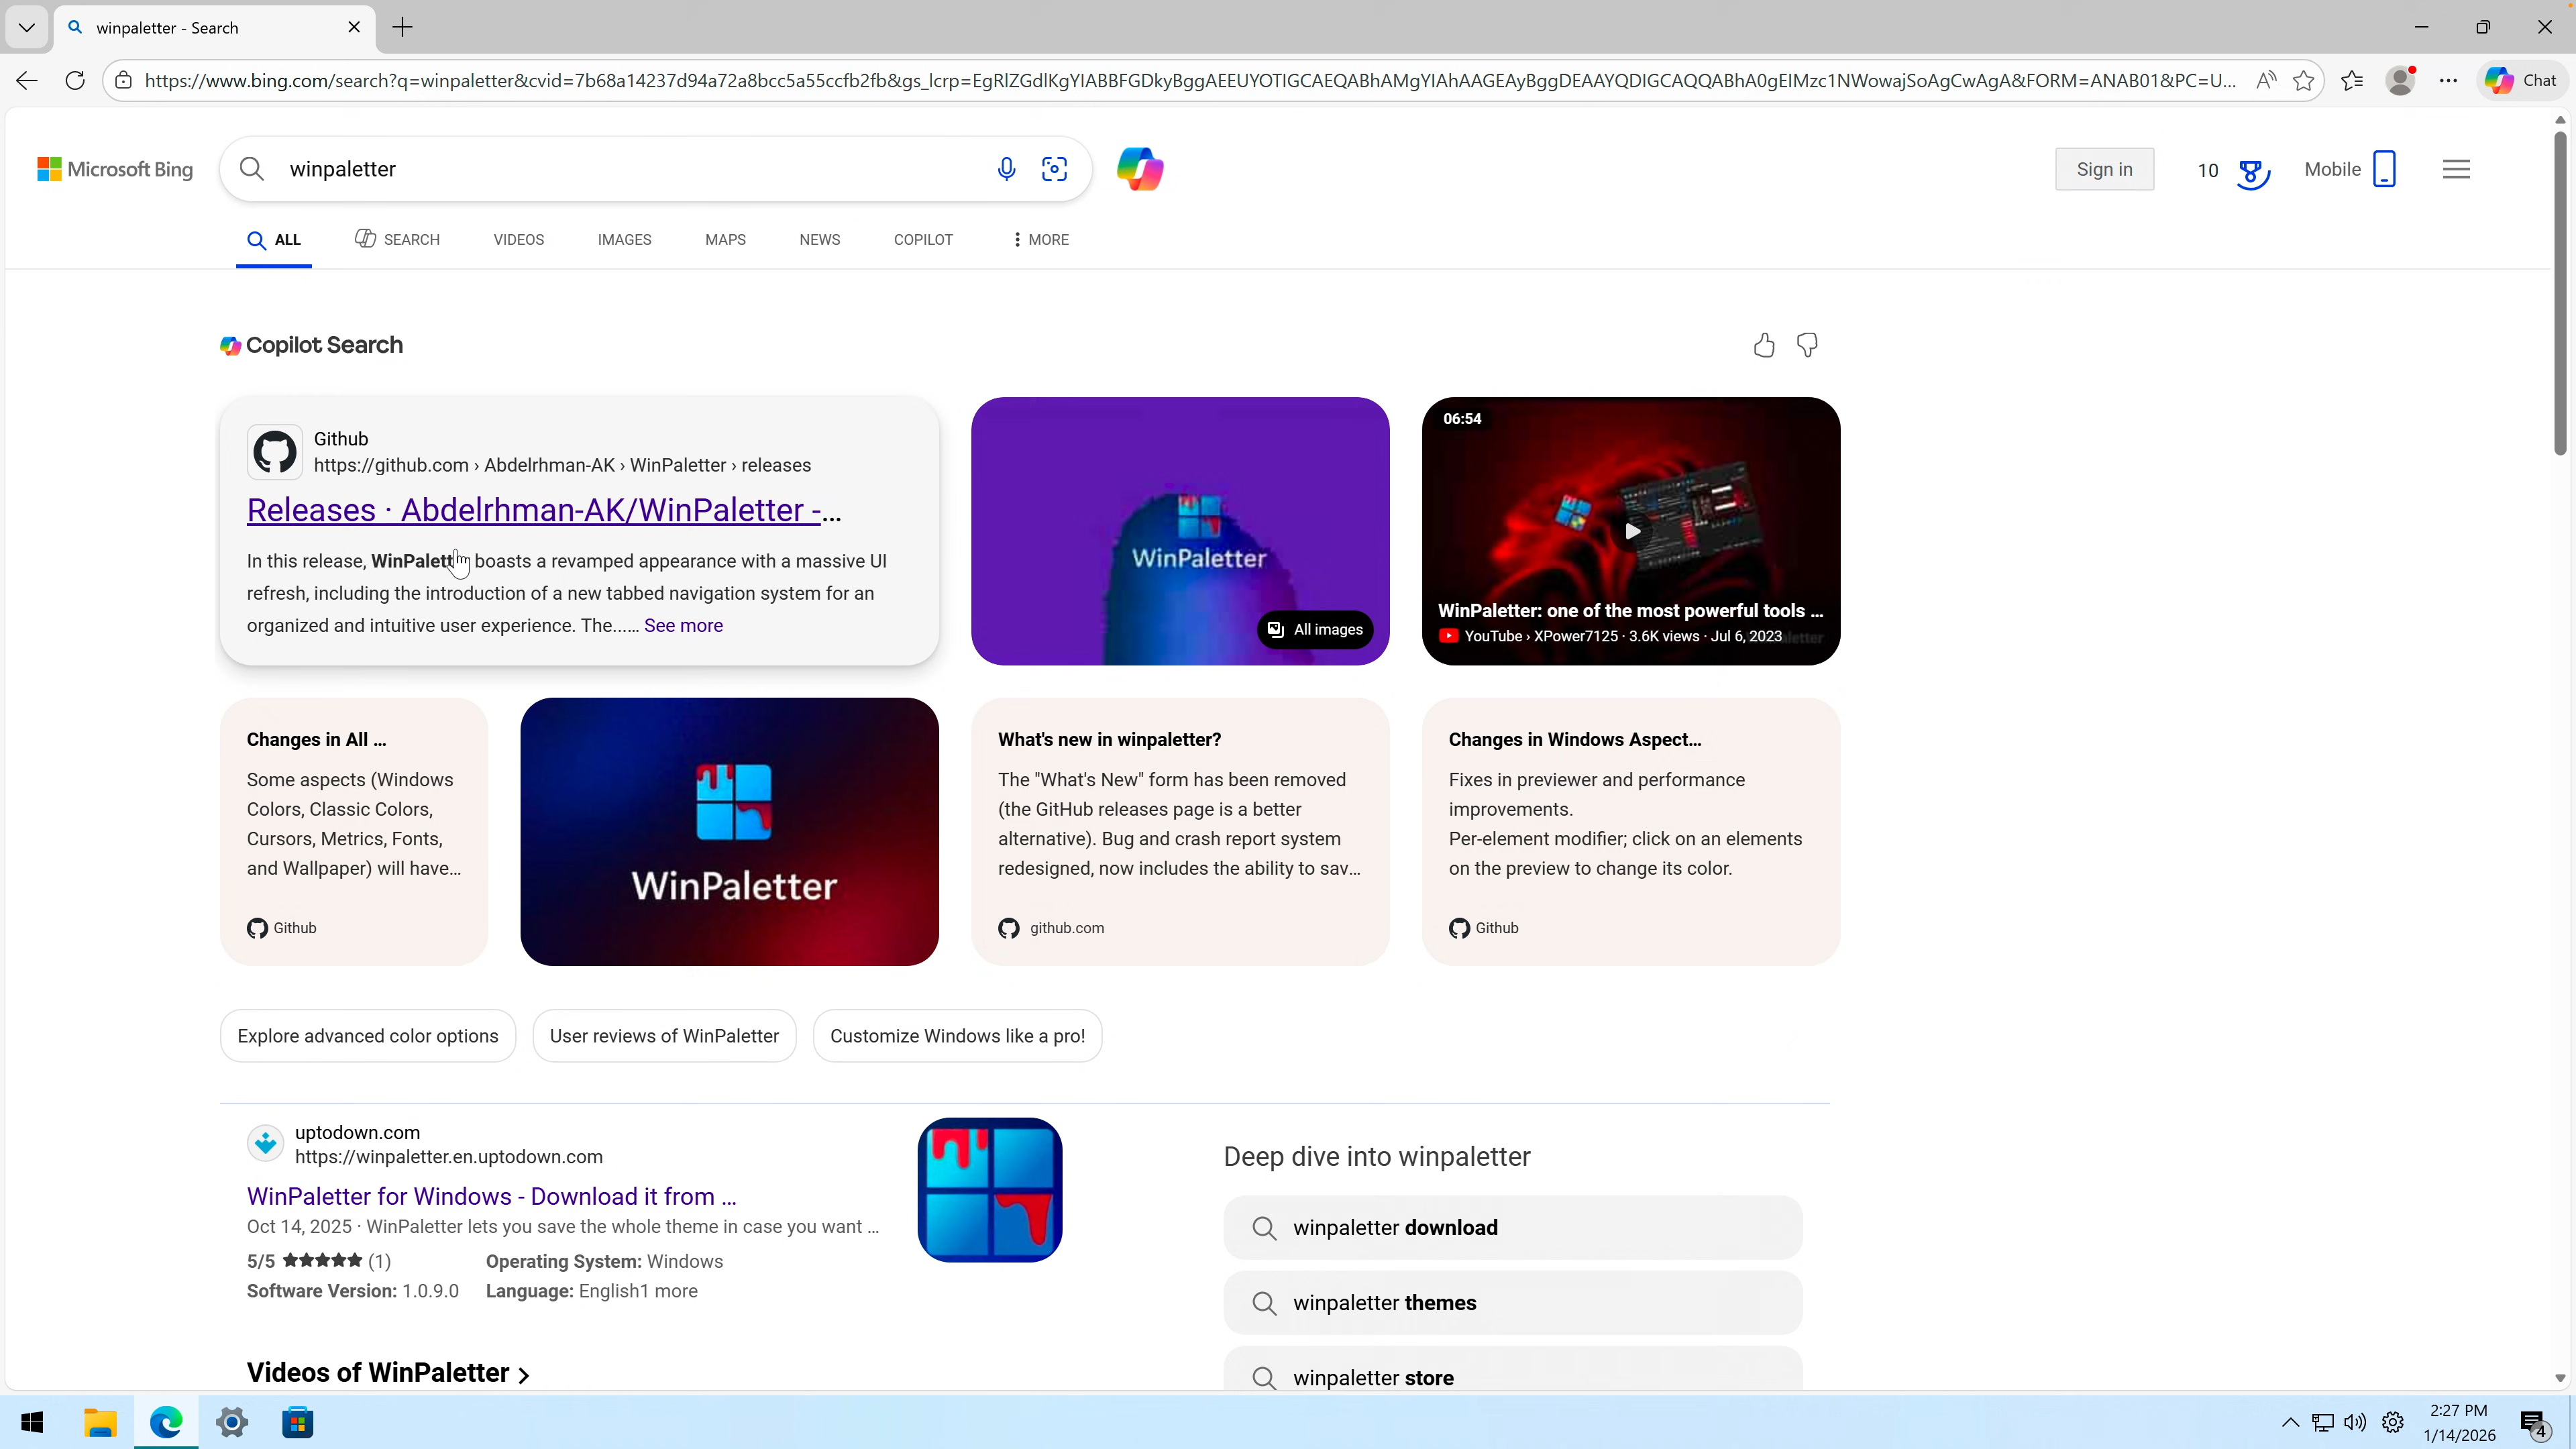 winpaletter - Search
https://www.bing.com/search?q=winpaletter&cvid=7b68a14237d94a72a8bcc5a55ccfb2fb&gs_lcrp=EgRlZGdlKgYIABBFGDkyBggAEEUYOTIGCAEQABhAMgYIAhAAGEAyBggDEAAYQDIGCAQQABhA0gEIMzc1NWowajSoAgCwAgA&FORM=ANAB01&PC=U...
Chat
Microsoft Bing
winpaletter
Sign in
10
Mobile
ALL
SEARCH
VIDEOS
IMAGES
MAPS
NEWS
COPILOT
MORE
Copilot Search
Github
https://github.com › Abdelrhman-AK › WinPaletter › releases
Releases · Abdelrhman-AK/WinPaletter -...
In this release, boasts a revamped appearance with a massive UI
refresh, including the introduction of a new tabbed navigation system for an
organized and intuitive user experience. The...... See more
WinPaletter
All images
06:54
WinPaletter: one of the most powerful tools ...
YouTube › XPower7125 · 3.6K views · Jul 6, 2023
Changes in All ...
Some aspects (Windows
Colors, Classic Colors,
Cursors, Metrics, Fonts,
and Wallpaper) will have...
Github
WinPaletter
What's new in winpaletter?
The "What's New" form has been removed
(the GitHub releases page is a better
alternative). Bug and crash report system
redesigned, now includes the ability to sav...
github.com
Changes in Windows Aspect...
Fixes in previewer and performance
improvements.
Per-element modifier; click on an elements
on the preview to change its color.
Github
Explore advanced color options
User reviews of WinPaletter
Customize Windows like a pro!
uptodown.com
https://winpaletter.en.uptodown.com
WinPaletter for Windows - Download it from ...
Oct 14, 2025 · WinPaletter lets you save the whole theme in case you want ...
5/5 ★★★★★ (1)
Operating System: Windows
Software Version: 1.0.9.0
Language: English1 more
Videos of WinPaletter >
Deep dive into winpaletter
winpaletter download
winpaletter themes
winpaletter store
2:27 PM
1/14/2026
4